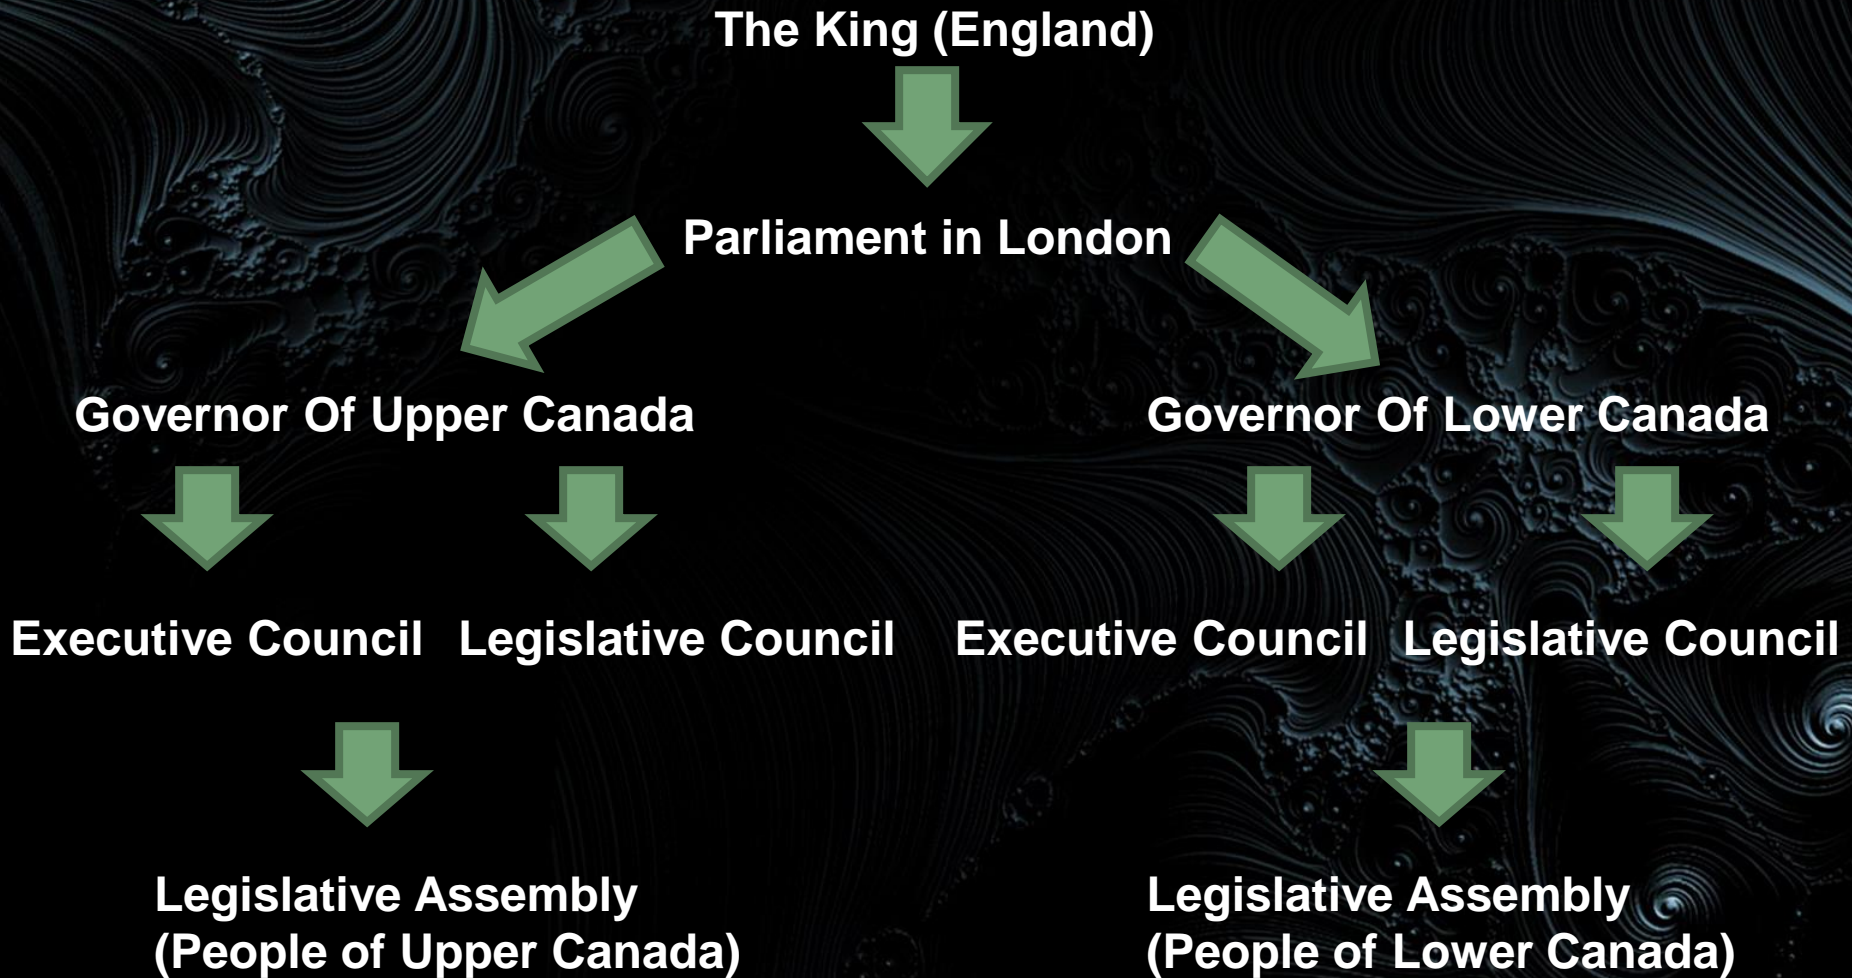 The King (England)
Parliament in London
Governor Of Upper Canada
Governor Of Lower Canada
Executive Council
Legislative Council
Executive Council
Legislative Council
Legislative Assembly
(People of Upper Canada)
Legislative Assembly
(People of Lower Canada)